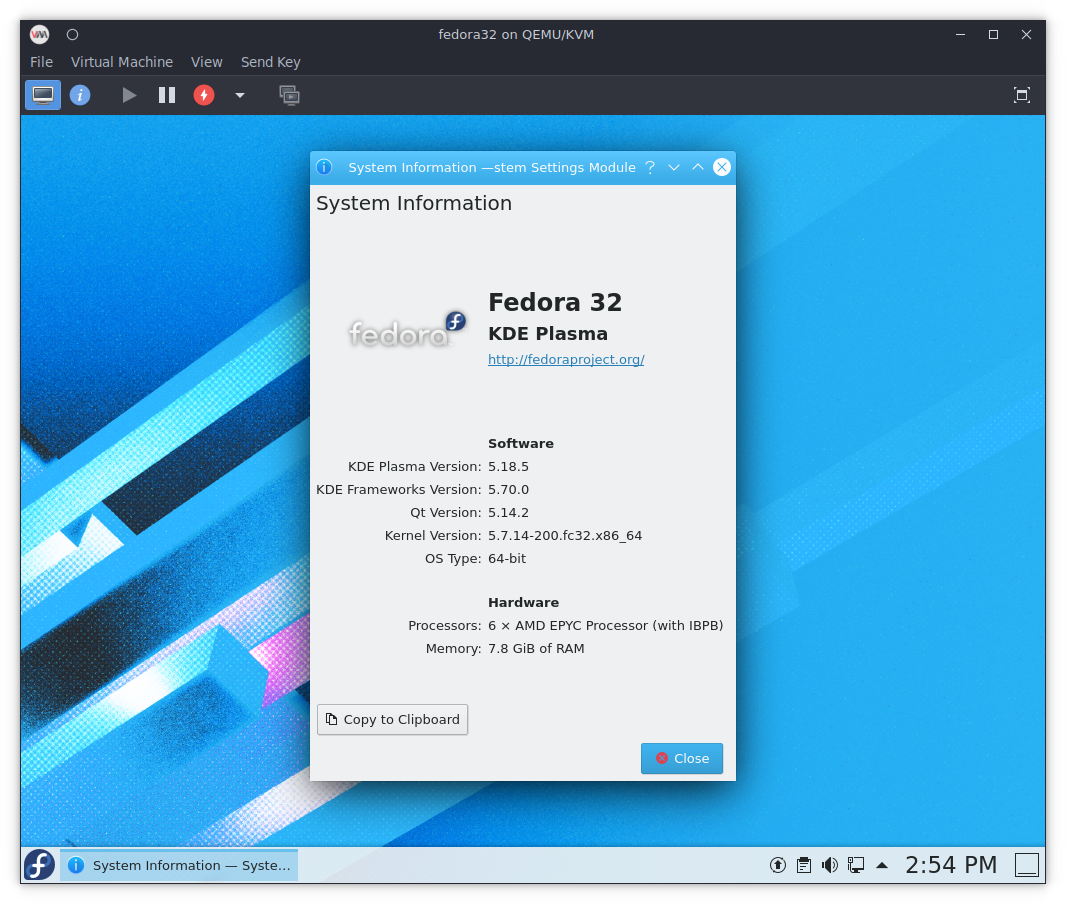 fedora32 on QEMU/KVM
File Virtual Machine View Send Key
System Information —stem Settings Module
System Information
fedora
Fedora 32
KDE Plasma
http://fedoraproject.org/
Software
KDE Plasma Version: 5.18.5
KDE Frameworks Version: 5.70.0
Qt Version: 5.14.2
Kernel Version: 5.7.14-200.fc32.x86_64
OS Type: 64-bit
Hardware
Processors: 6 × AMD EPYC Processor (with IBPB)
Memory: 7.8 GiB of RAM
Copy to Clipboard
Close
System Information — Syste...
2:54 PM